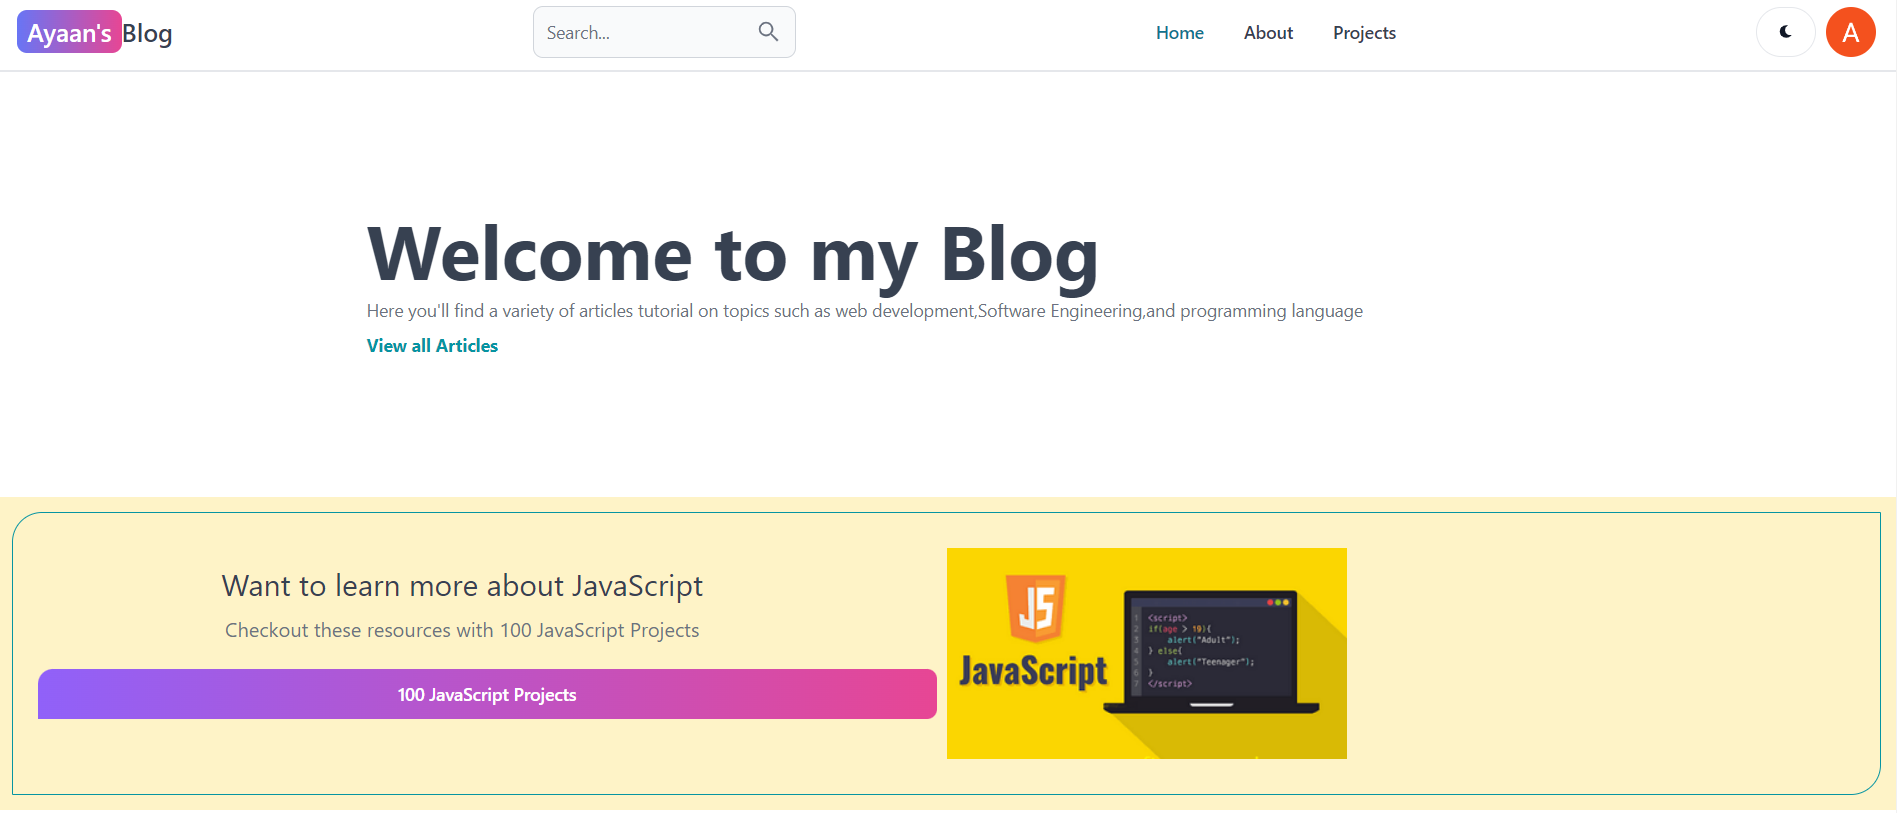 Ayaan's Blog
Search...
Home About Projects
A
Welcome to my Blog
Here you'll find a variety of articles tutorial on topics such as web development,Software Engineering,and programming language
View all Articles
Want to learn more about JavaScript
Checkout these resources with 100 JavaScript Projects
100 JavaScript Projects
JS
JavaScript
1 <script>
2 if(age > 19){
3 alert("Adult");
4 } else{
5 alert("Teenager");
6 }
7 </script>